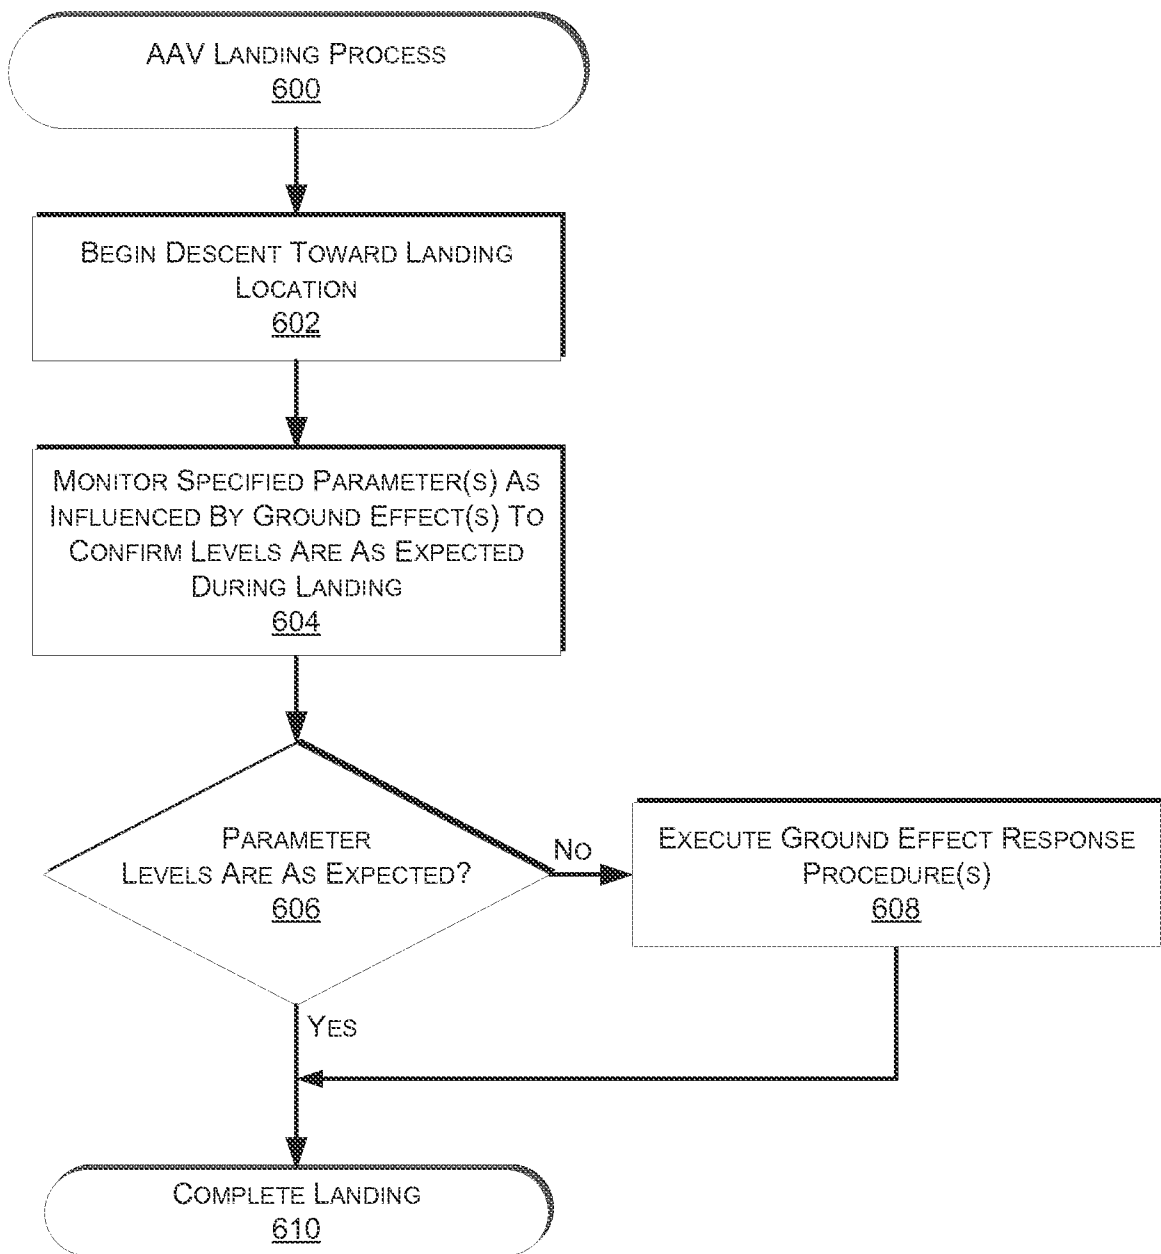 AAV LANDING PROCESS
600
BEGIN DESCENT TOWARD LANDING
LOCATION
602
MONITOR SPECIFIED PARAMETER(S) AS
INFLUENCED BY GROUND EFFECT(S) TO
CONFIRM LEVELS ARE AS EXPECTED
DURING LANDING
604
PARAMETER
LEVELS ARE AS EXPECTED?
606
NO
EXECUTE GROUND EFFECT RESPONSE
PROCEDURE(S)
608
YES
COMPLETE LANDING
610